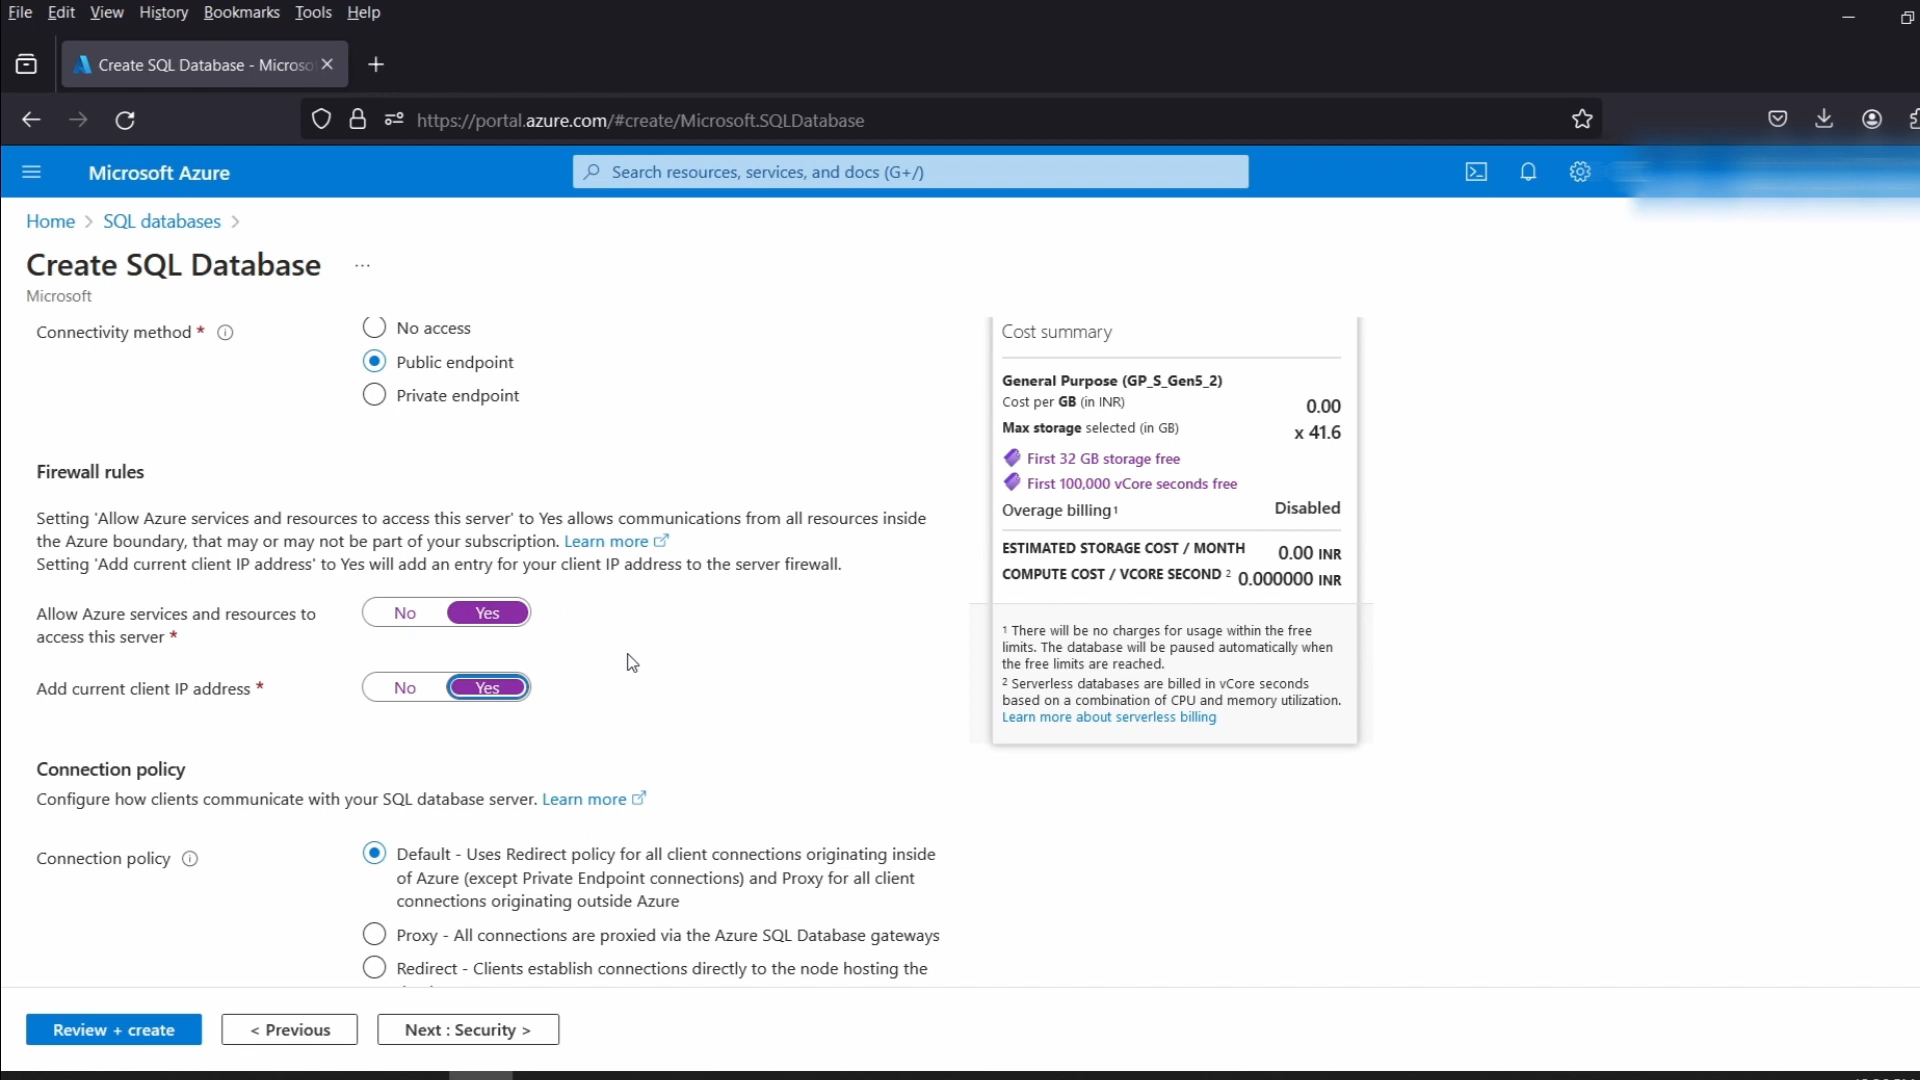 File Edit View History Bookmarks Tools Help
Create SQL Database - Microso
https://portal.azure.com/#create/Microsoft.SQLDatabase
Microsoft Azure
Search resources, services, and docs (G+/)
Home > SQL databases >
Create SQL Database ...
Microsoft
Connectivity method *
No access
Public endpoint
Private endpoint
Firewall rules
Setting 'Allow Azure services and resources to access this server' to Yes allows communications from all resources inside
the Azure boundary, that may or may not be part of your subscription. Learn more
Setting 'Add current client IP address' to Yes will add an entry for your client IP address to the server firewall.
Allow Azure services and resources to
access this server *
No Yes
Add current client IP address *
No Yes
Connection policy
Configure how clients communicate with your SQL database server. Learn more
Connection policy
Default - Uses Redirect policy for all client connections originating inside
of Azure (except Private Endpoint connections) and Proxy for all client
connections originating outside Azure
Proxy - All connections are proxied via the Azure SQL Database gateways
Redirect - Clients establish connections directly to the node hosting the
Cost summary
General Purpose (GP_S_Gen5_2)
Cost per GB (in INR) 0.00
Max storage selected (in GB) x 41.6
First 32 GB storage free
First 100,000 vCore seconds free
Overage billing1 Disabled
ESTIMATED STORAGE COST / MONTH 0.00 INR
COMPUTE COST / VCORE SECOND 2 0.000000 INR
1 There will be no charges for usage within the free
limits. The database will be paused automatically when
the free limits are reached.
2 Serverless databases are billed in vCore seconds
based on a combination of CPU and memory utilization.
Learn more about serverless billing
Review + create
< Previous
Next : Security >